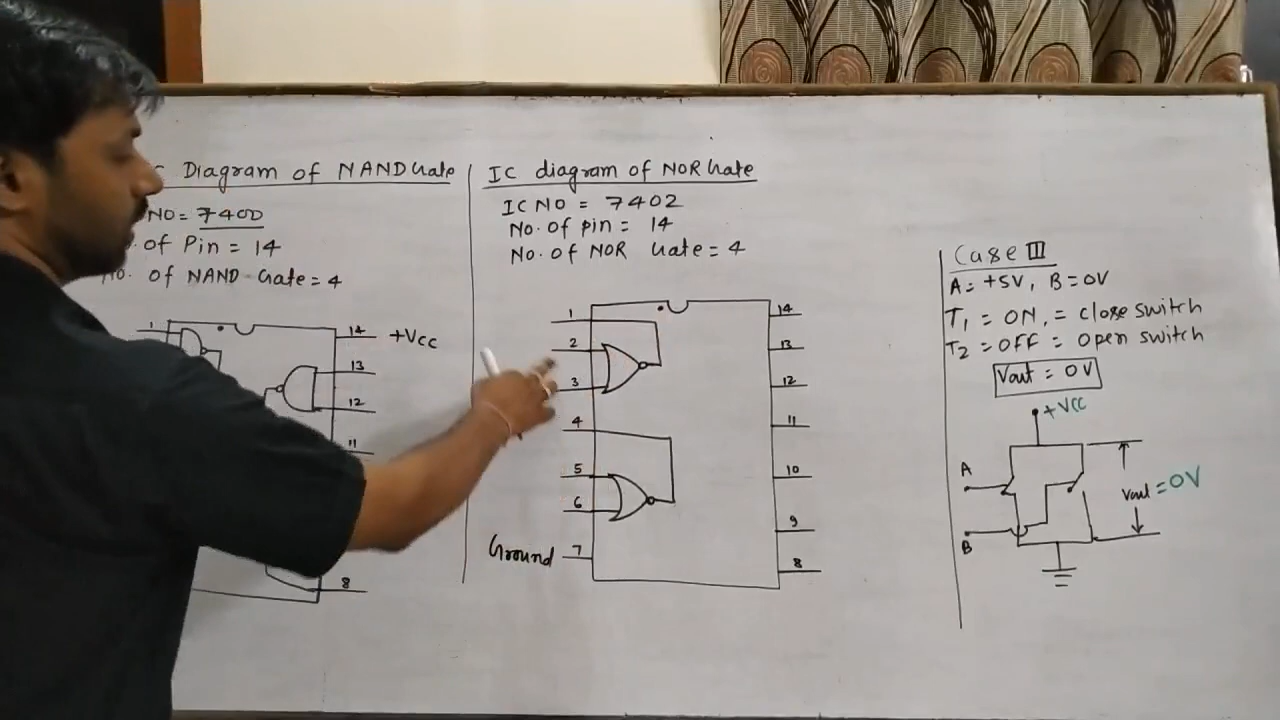 Diagram of NAND Gate
NO = 7400
of Pin = 14
No. of NAND Gate = 4
1
14 +Vcc
13
12
11
8
IC diagram of NOR Gate
IC NO = 7402
No. of pin = 14
No. of NOR Gate = 4
1
2
3
4
5
6
Ground 7
14
13
12
11
10
9
8
Case III
A = +5V, B = 0V
T1 = ON, = close switch
T2 = OFF = open switch
Vout = 0V
+Vcc
A
B
Vout = 0V